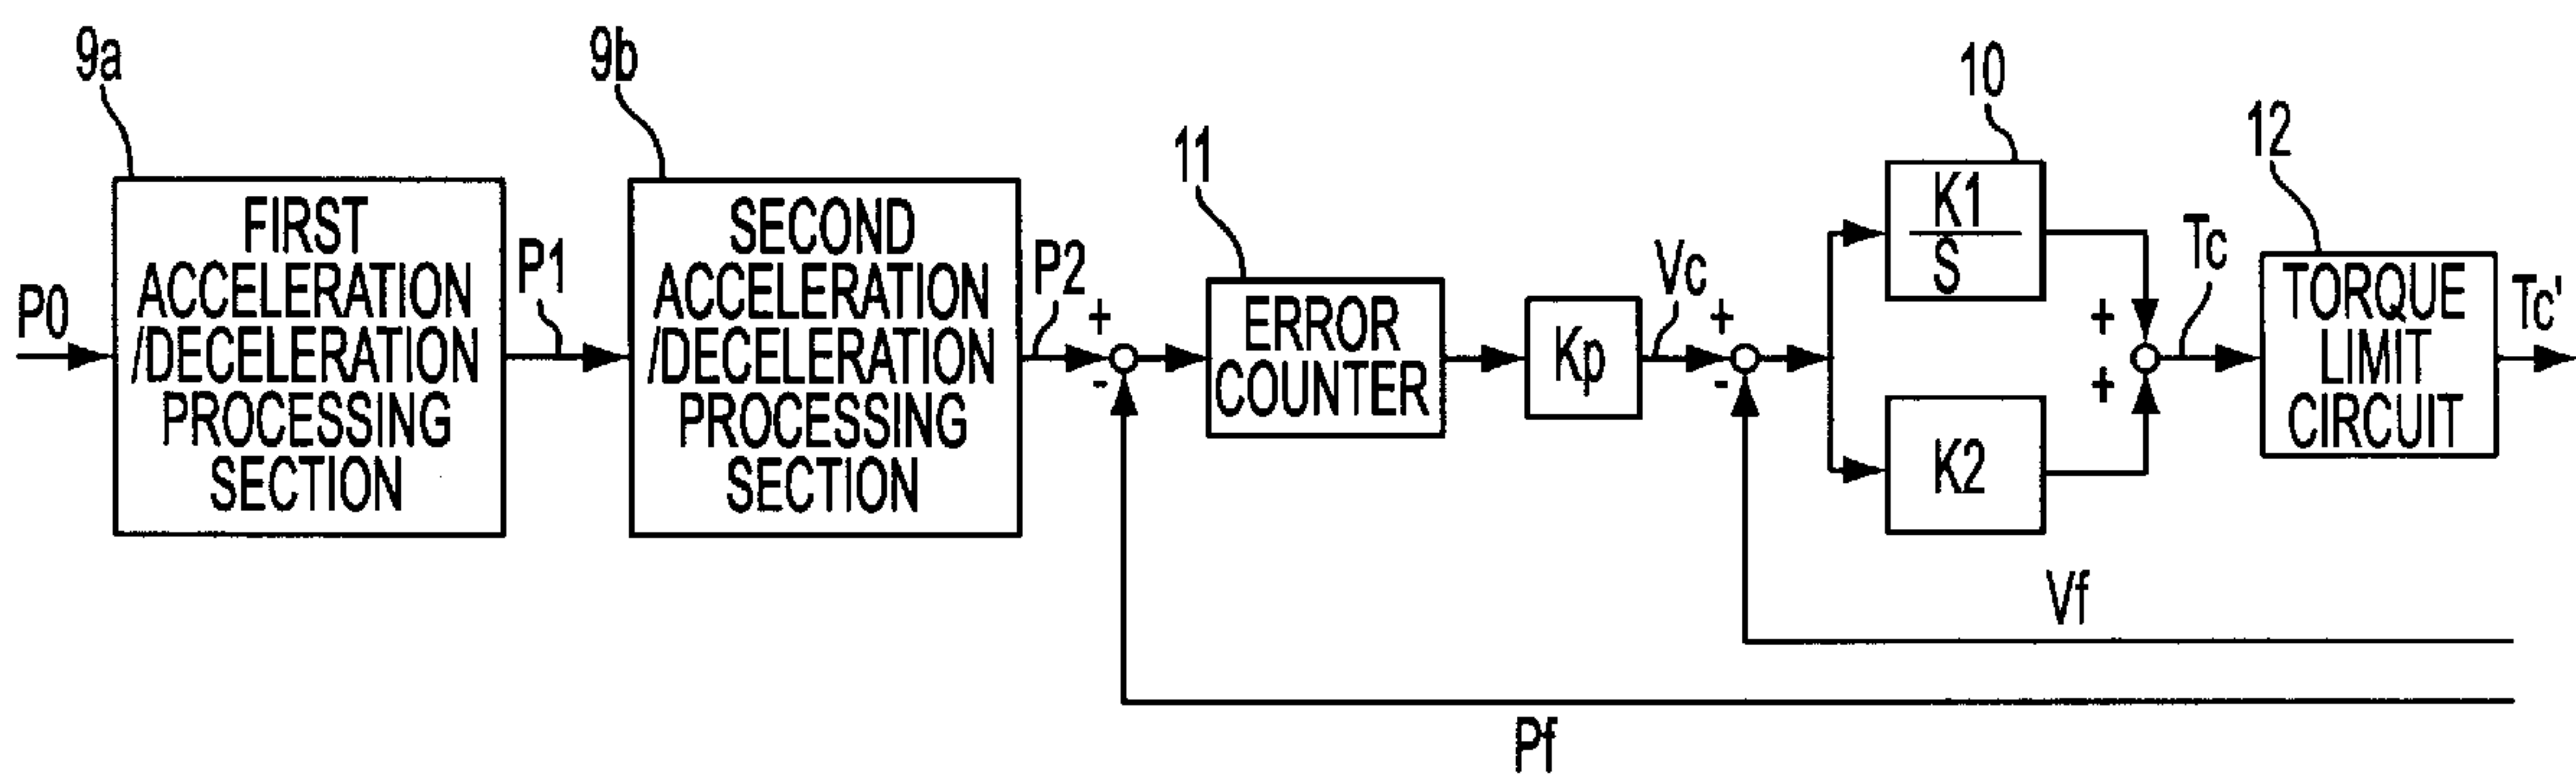 9a
9b
10
11
12
P0
FIRST
ACCELERATION
/DECELERATION
PROCESSING
SECTION
P1
SECOND
ACCELERATION
/DECELERATION
PROCESSING
SECTION
P2
+
-
ERROR
COUNTER
Kp
Vc
+
-
K1
S
K2
+
+
Tc
TORQUE
LIMIT
CIRCUIT
Tc'
Vf
Pf